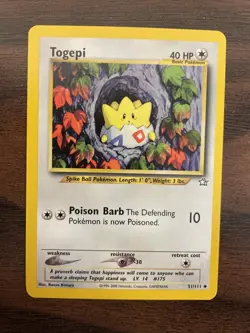 Togepi
40 HP
Basic Pokémon
Spike Ball Pokémon. Length: 1' 0", Weight: 3 lbs.
Poison Barb The Defending
Pokémon is now Poisoned.
10
weakness
resistance
retreat cost
-30
A proverb claims that happiness will come to anyone who can
make a sleeping Togepi stand up. LV. 14 #175
51/111